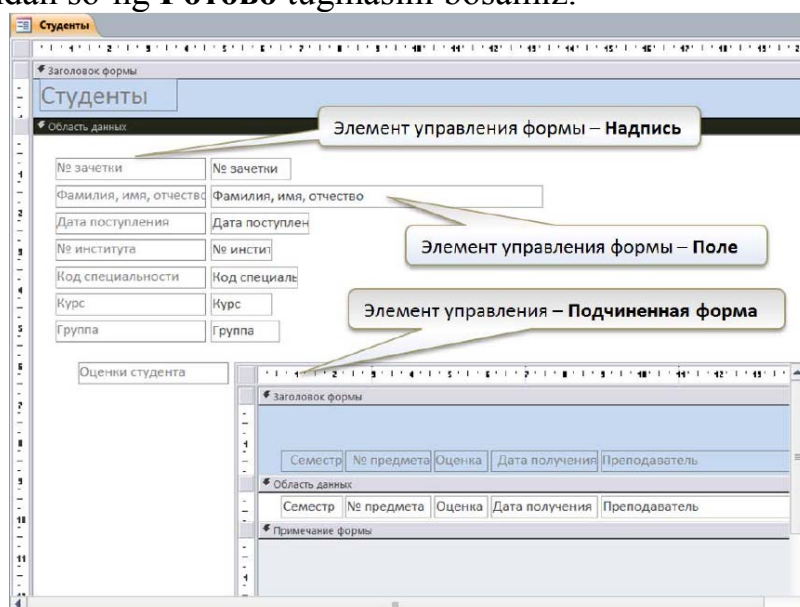 so'ng Готово tugmasini bosamiz.
Студенты
Заголовок формы
Студенты
Область данных
Элемент управления формы – Надпись
№ зачетки № зачетки
Фамилия, имя, отчество Фамилия, имя, отчество
Дата поступления Дата поступлен
Элемент управления формы – Поле
№ института № инстит
Код специальности Код специаль
Элемент управления – Подчиненная форма
Курс Курс
Группа Группа
Оценки студента
Заголовок формы
Семестр № предмета Оценка Дата получения Преподаватель
Область данных
Семестр № предмета Оценка Дата получения Преподаватель
Примечание формы